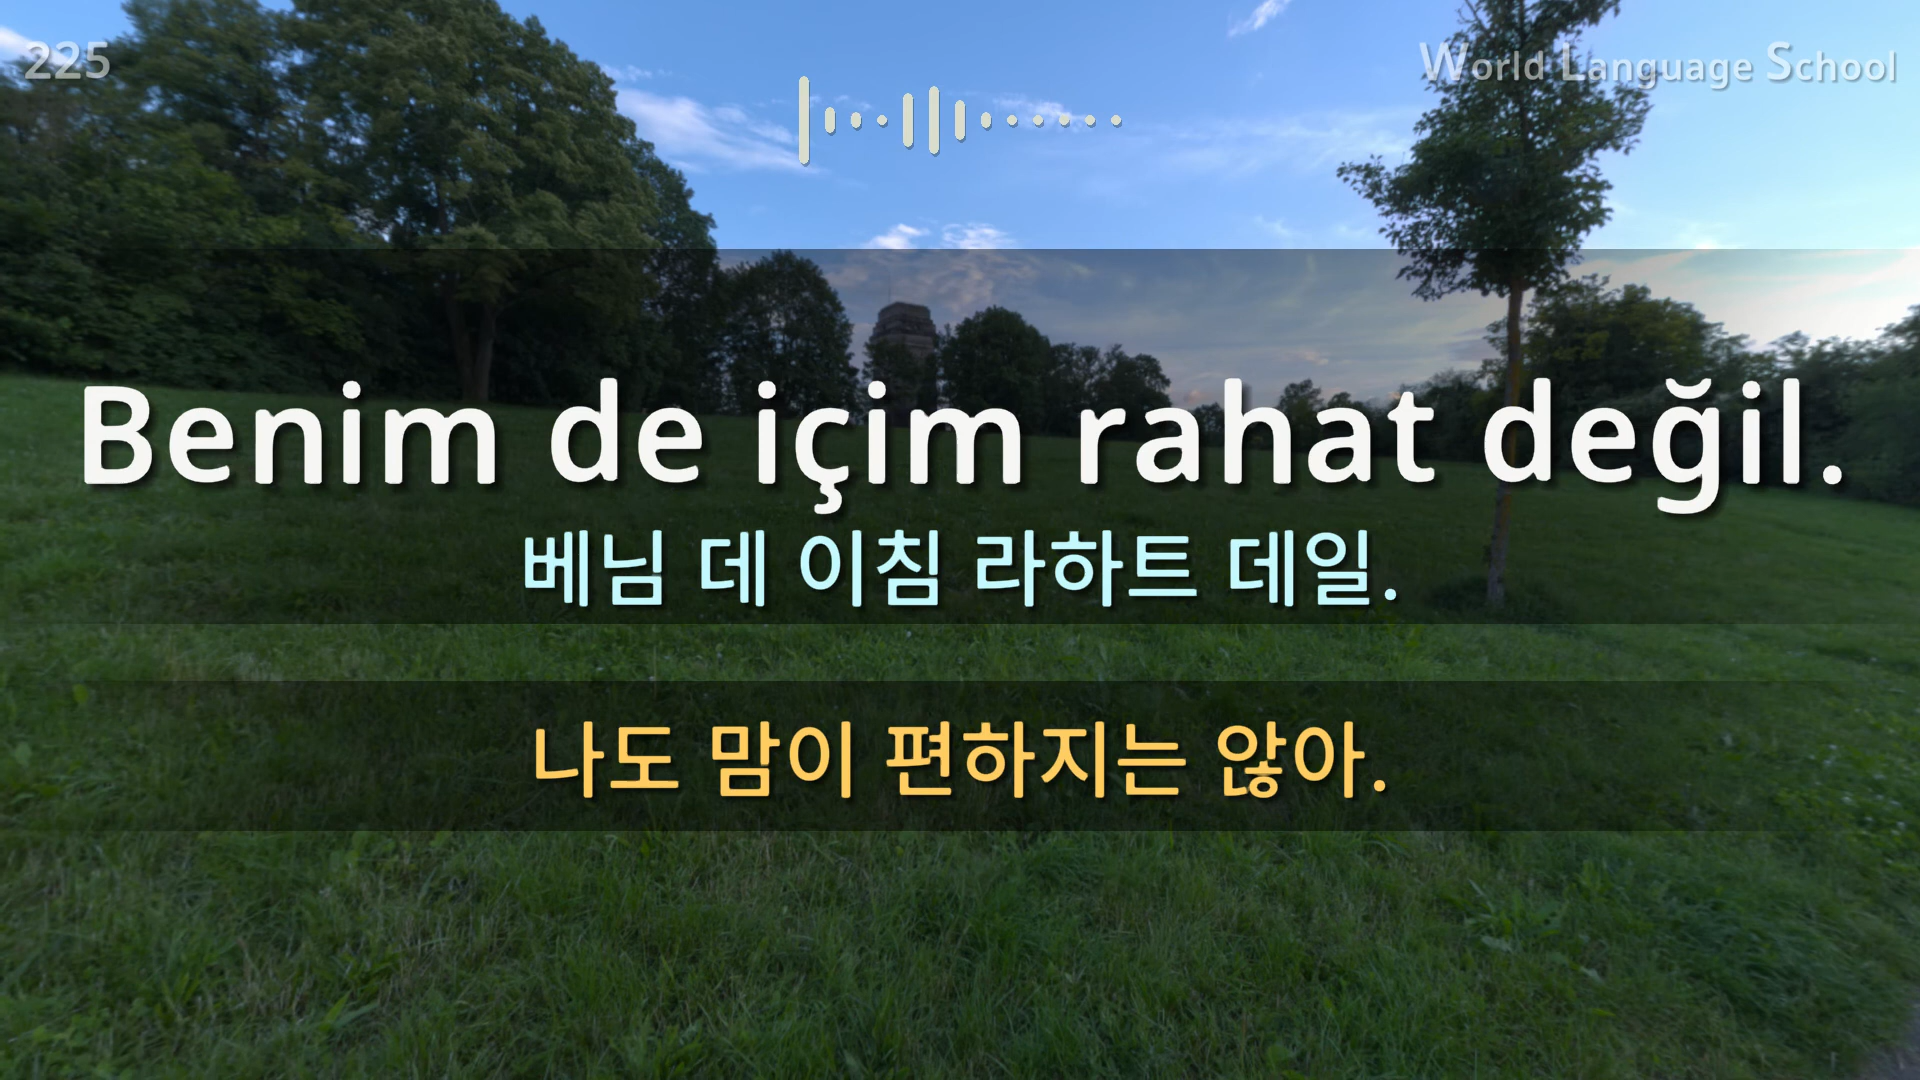 225
World Language School
Benim de içim rahat değil.
베님 데 이침 라하트 데일.
나도 맘이 편하지는 않아.